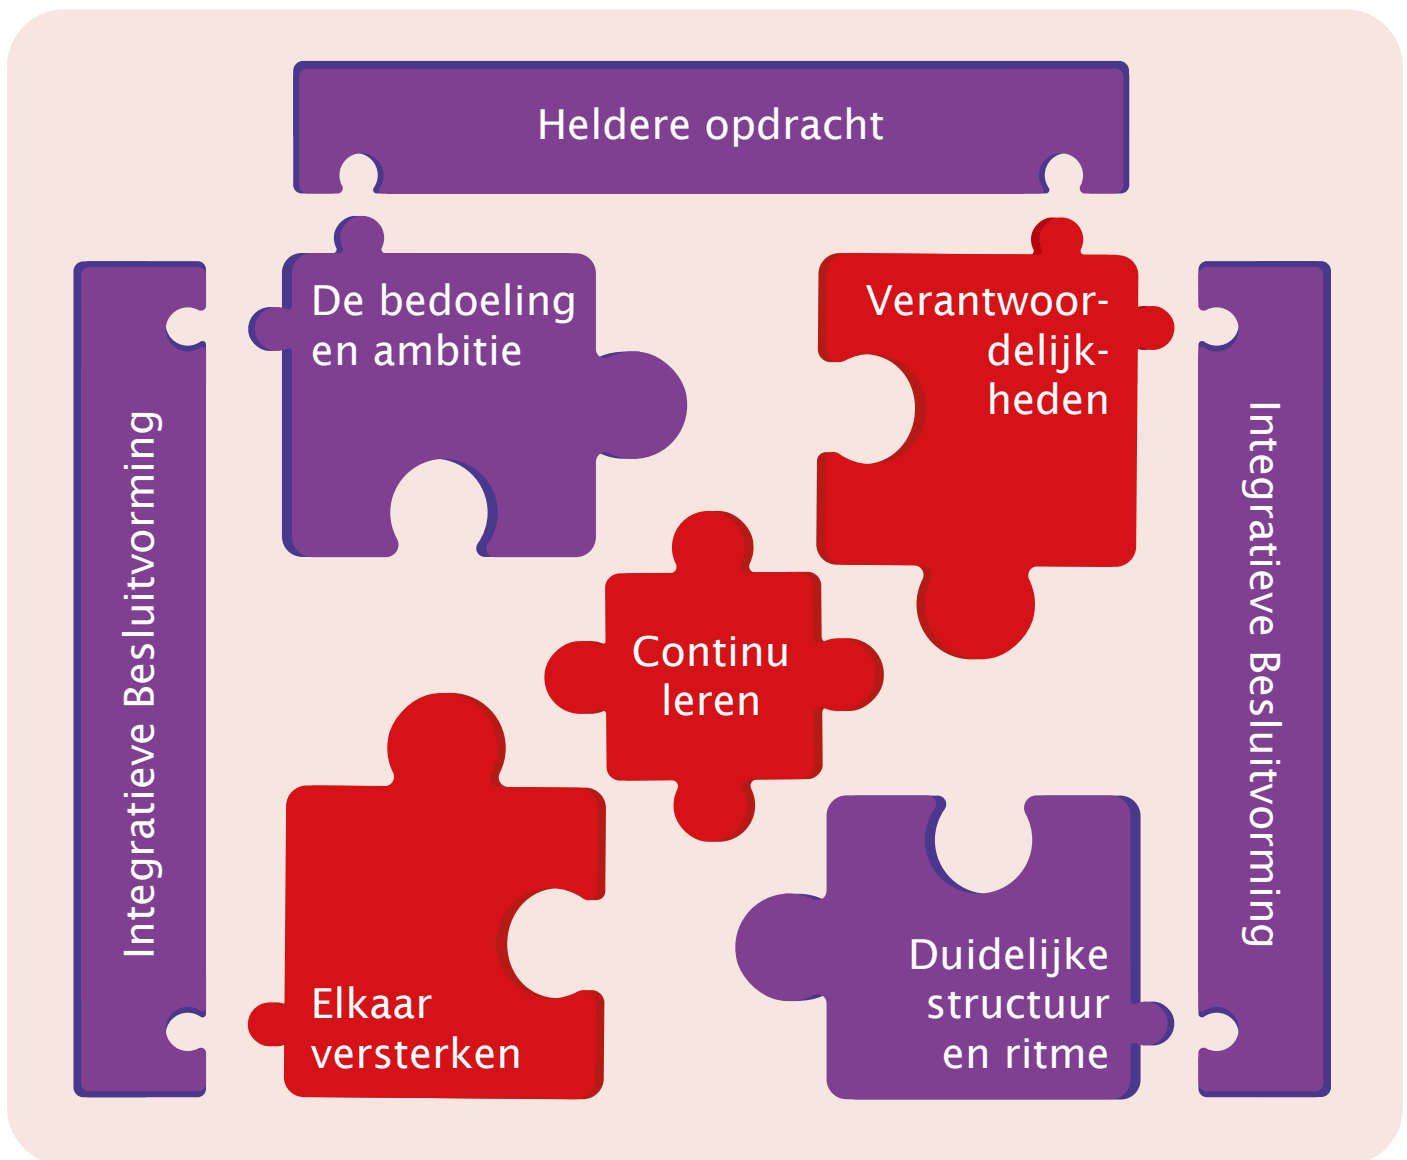 Heldere opdracht
De bedoeling
en ambitie
Verantwoor-
delijk-
heden
Integratieve Besluitvorming
Integratieve Besluitvorming
Continu
leren
Elkaar
versterken
Duidelijke
structuur
en ritme